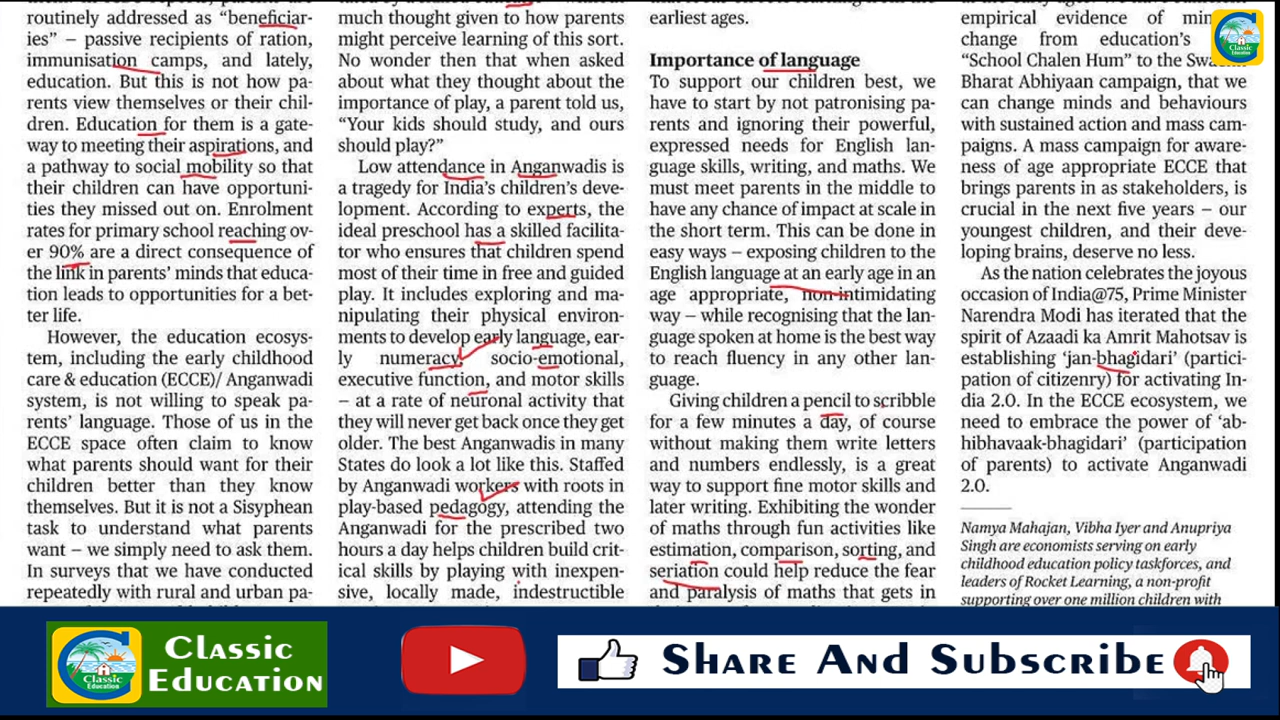 routinely addressed as “beneficiar-
ies” – passive recipients of ration,
immunisation camps, and lately,
education. But this is not how pa-
rents view themselves or their chil-
dren. Education for them is a gate-
way to meeting their aspirations, and
a pathway to social mobility so that
their children can have opportuni-
ties they missed out on. Enrolment
rates for primary school reaching ov-
er 90% are a direct consequence of
the link in parents’ minds that educa-
tion leads to opportunities for a bet-
ter life.
However, the education ecosys-
tem, including the early childhood
care & education (ECCE)/ Anganwadi
system, is not willing to speak pa-
rents’ language. Those of us in the
ECCE space often claim to know
what parents should want for their
children better than they know
themselves. But it is not a Sisyphean
task to understand what parents
want – we simply need to ask them.
In surveys that we have conducted
repeatedly with rural and urban pa-
much thought given to how parents
might perceive learning of this sort.
No wonder then that when asked
about what they thought about the
importance of play, a parent told us,
“Your kids should study, and ours
should play?”
Low attendance in Anganwadis is
a tragedy for India’s children’s deve-
lopment. According to experts, the
ideal preschool has a skilled facilita-
tor who ensures that children spend
most of their time in free and guided
play. It includes exploring and ma-
nipulating their physical environ-
ments to develop early language, ear-
ly numeracy, socio-emotional,
executive function, and motor skills
– at a rate of neuronal activity that
they will never get back once they get
older. The best Anganwadis in many
States do look a lot like this. Staffed
by Anganwadi workers with roots in
play-based pedagogy, attending the
Anganwadi for the prescribed two
hours a day helps children build crit-
ical skills by playing with inexpen-
sive, locally made, indestructible
earliest ages.
Importance of language
To support our children best, we
have to start by not patronising pa-
rents and ignoring their powerful,
expressed needs for English lan-
guage skills, writing, and maths. We
must meet parents in the middle to
have any chance of impact at scale in
the short term. This can be done in
easy ways – exposing children to the
English language at an early age in an
age appropriate, non-intimidating
way – while recognising that the lan-
guage spoken at home is the best way
to reach fluency in any other lan-
guage.
Giving children a pencil to scribble
for a few minutes a day, of course
without making them write letters
and numbers endlessly, is a great
way to support fine motor skills and
later writing. Exhibiting the wonder
of maths through fun activities like
estimation, comparison, sorting, and
seriation could help reduce the fear
and paralysis of maths that gets in
empirical evidence of
change from education’s
“School Chalen Hum” to the
Bharat Abhiyaan campaign, that we
can change minds and behaviours
with sustained action and mass cam-
paigns. A mass campaign for aware-
ness of age appropriate ECCE that
brings parents in as stakeholders, is
crucial in the next five years – our
youngest children, and their deve-
loping brains, deserve no less.
As the nation celebrates the joyous
occasion of India@75, Prime Minister
Narendra Modi has iterated that the
spirit of Azaadi ka Amrit Mahotsav is
establishing ‘jan-bhagidari’ (partici-
pation of citizenry) for activating In-
dia 2.0. In the ECCE ecosystem, we
need to embrace the power of ‘ab-
hibhavaak-bhagidari’ (participation
of parents) to activate Anganwadi
2.0.
Namya Mahajan, Vibha Iyer and Anupriya
Singh are economists serving on early
childhood education policy taskforces, and
leaders of Rocket Learning, a non-profit
supporting over one million children with
Classic
Education
Classic
Education
Classic
Education
Share And Subscribe